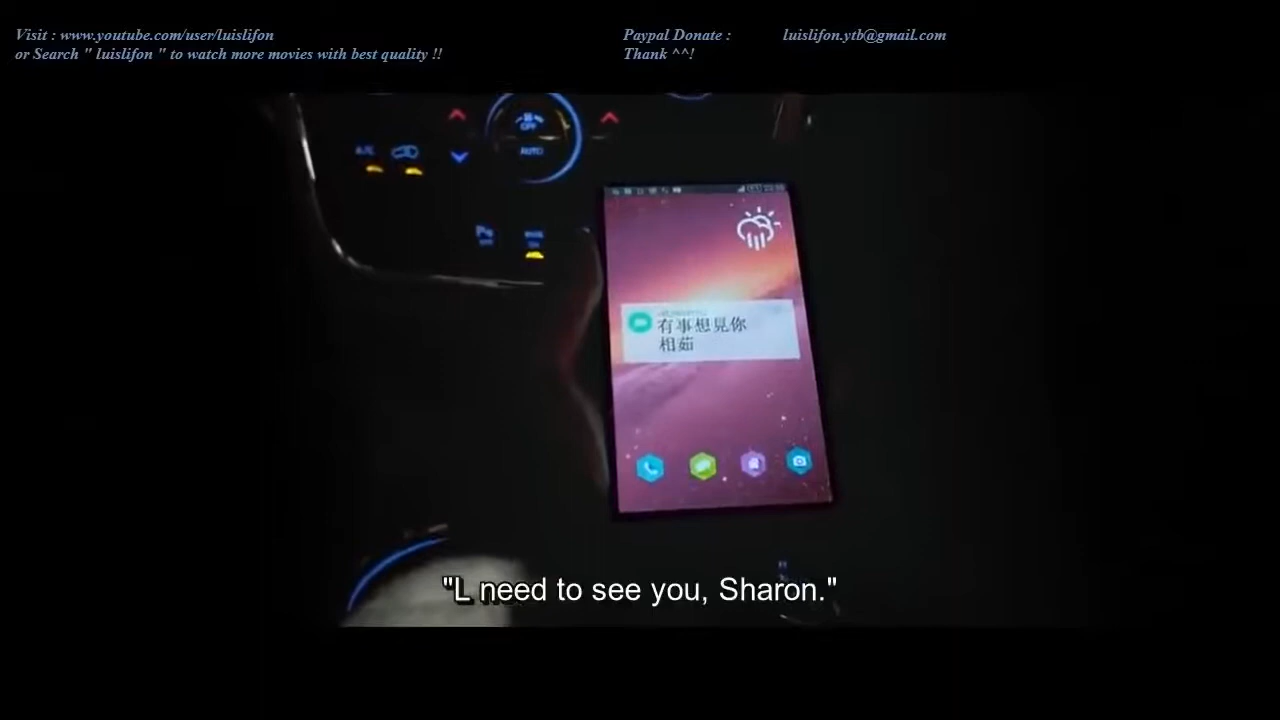 Visit : www.youtube.com/user/luislifon
or Search " luislifon " to watch more movies with best quality !!
Paypal Donate : luislifon.ytb@gmail.com
Thank ^^!
OFF
AUTO
A/C
有事想見你
相茹
"L need to see you, Sharon."